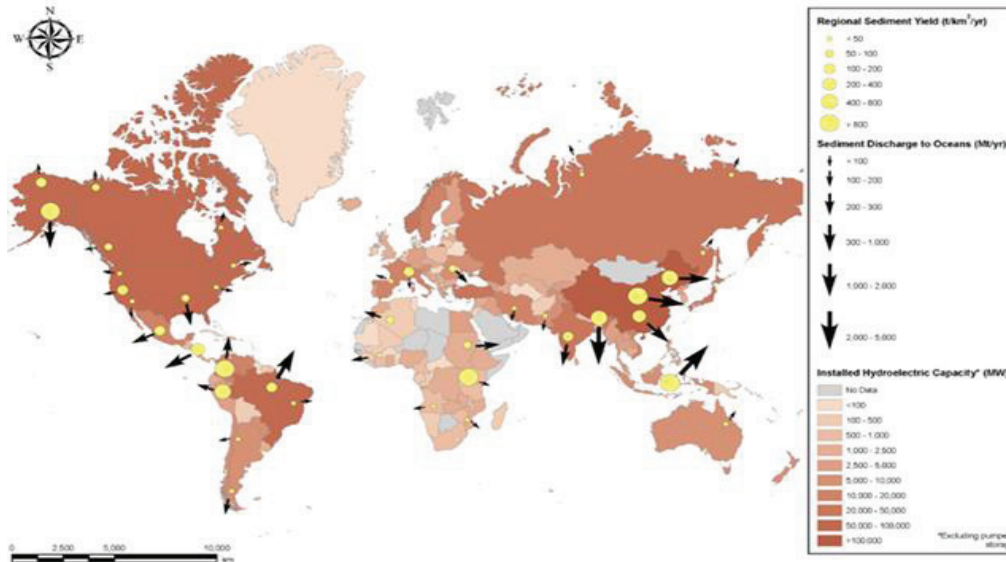 N
W E
S
Regional Sediment Yield (t/km²/yr)
< 50
50 - 100
100 - 200
200 - 400
400 - 800
> 800
Sediment Discharge to Oceans (Mt/yr)
< 100
100 - 200
200 - 300
300 - 1,000
1,000 - 2,000
2,000 - 5,000
Installed Hydroelectric Capacity* (MW)
No Data
<100
100 - 500
500 - 1,000
1,000 - 2,500
2,500 - 5,000
5,000 - 10,000
10,000 - 20,000
20,000 - 50,000
50,000 - 100,000
>100,000
*Excluding pumpe
stora
0 2,500 5,000 10,000
km